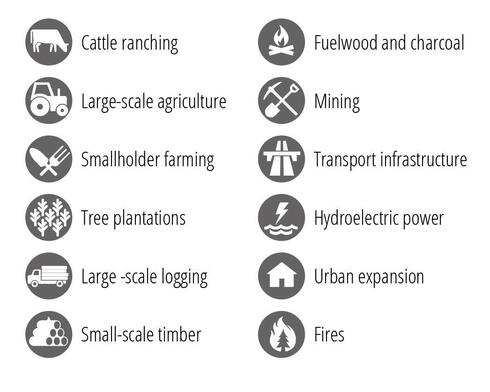 Cattle ranching
Large-scale agriculture
Smallholder farming
Tree plantations
Large -scale logging
Small-scale timber
Fuelwood and charcoal
Mining
Transport infrastructure
Hydroelectric power
Urban expansion
Fires